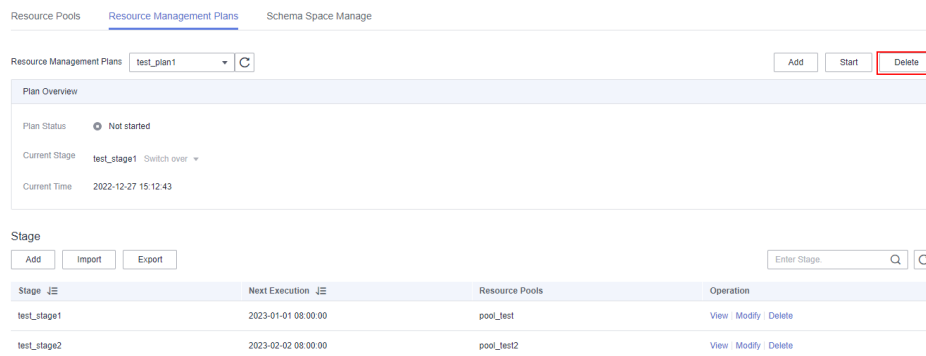 Resource Pools Resource Management Plans Schema Space Manage
Resource Management Plans test_plan1 Add Start Delete
Plan Overview
Plan Status Not started
Current Stage test_stage1 Switch over
Current Time 2022-12-27 15:12:43
Stage
Add Import Export Enter Stage.
Stage Next Execution Resource Pools Operation
test_stage1 2023-01-01 08:00:00 pool_test View Modify Delete
test_stage2 2023-02-02 08:00:00 pool_test2 View Modify Delete